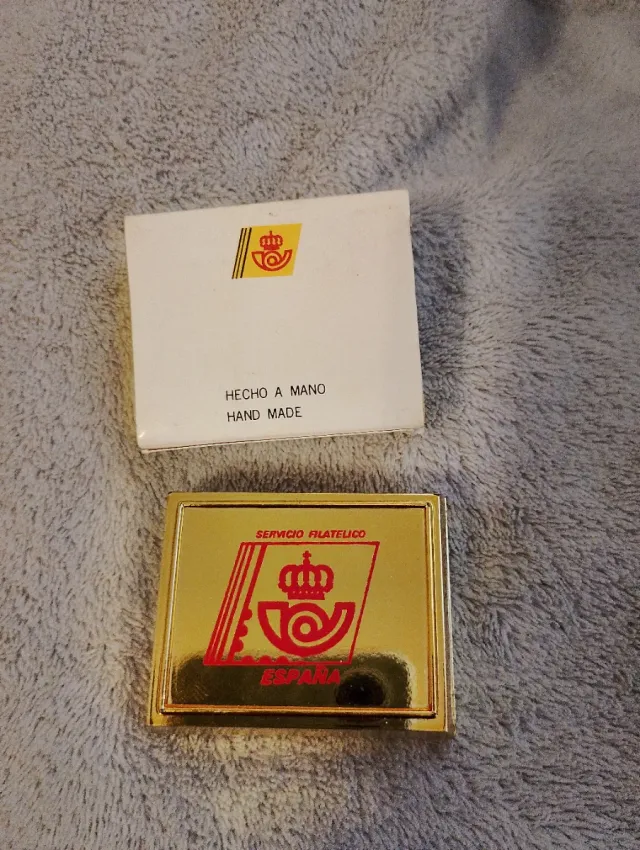 HECHO A MANO
HAND MADE
SERVICIO FILATELICO
ESPAÑA